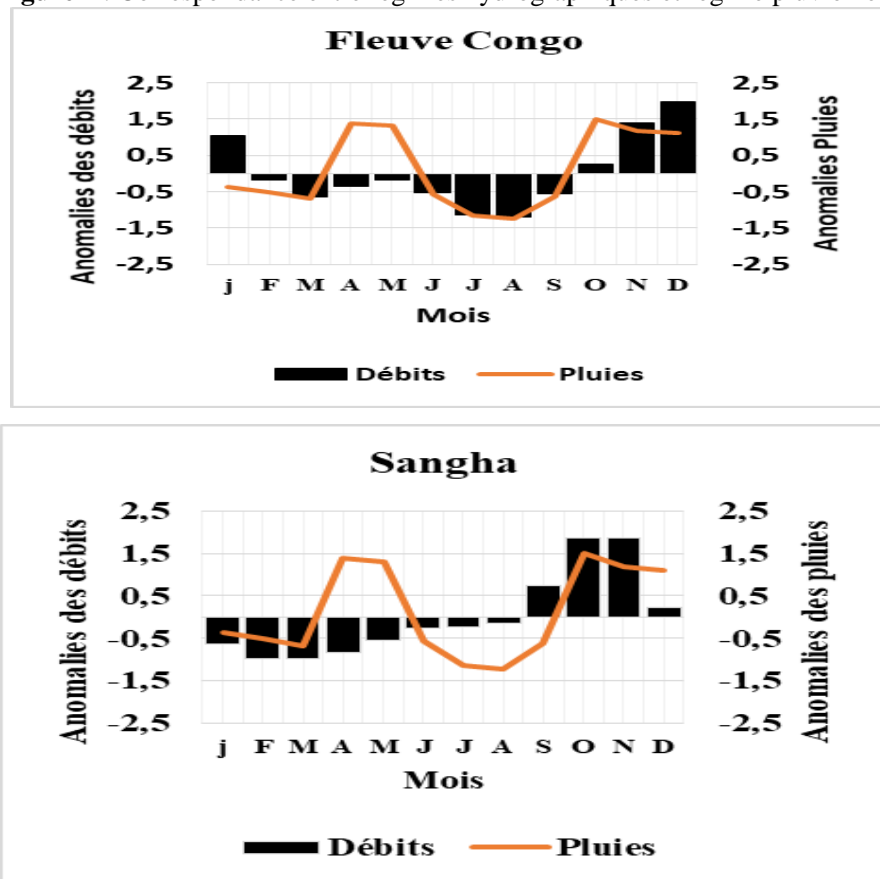 Fleuve Congo
Anomalies des débits
2,5 2,5
1,5 1,5
0,5 0,5
-0,5 -0,5
-1,5 -1,5
-2,5 -2,5
Anomalies Pluies
j F M A M J J A S O N D
Mois
Débits Pluies
Sangha
Anomalies des débits
2,5 2,5
1,5 1,5
0,5 0,5
-0,5 -0,5
-1,5 -1,5
-2,5 -2,5
Anomalies des pluies
j F M A M J J A S O N D
Mois
Débits Pluies